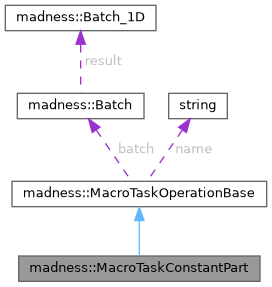 madness::Batch_1D
result
madness::Batch
string
batch
name
madness::MacroTaskOperationBase
madness::MacroTaskConstantPart